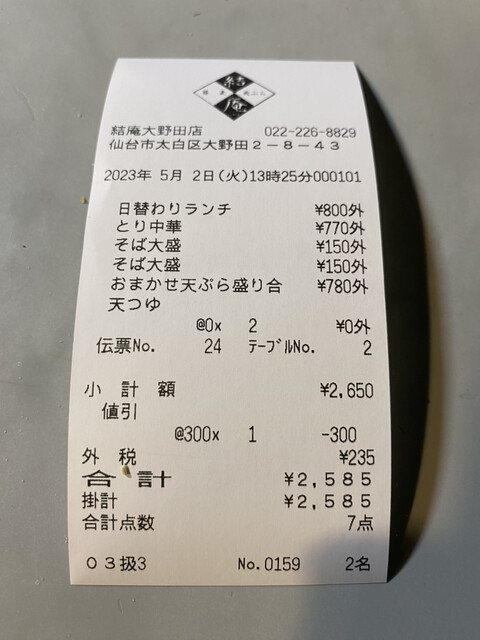 結
庵
結庵大野田店 022-226-8829
仙台市太白区大野田2-8-43
2023年 5月 2日(火)13時25分000101
日替わりランチ ¥800外
とり中華 ¥770外
そば大盛 ¥150外
そば大盛 ¥150外
おまかせ天ぷら盛り合 ¥780外
天つゆ
@0x 2 ¥0外
伝票No. 24 テーブルNo. 2
小計額 ¥2,650
値引
@300x 1 -300
外税 ¥235
合計 ¥2,585
掛計 ¥2,585
合計点数 7点
03扱3 No.0159 2名